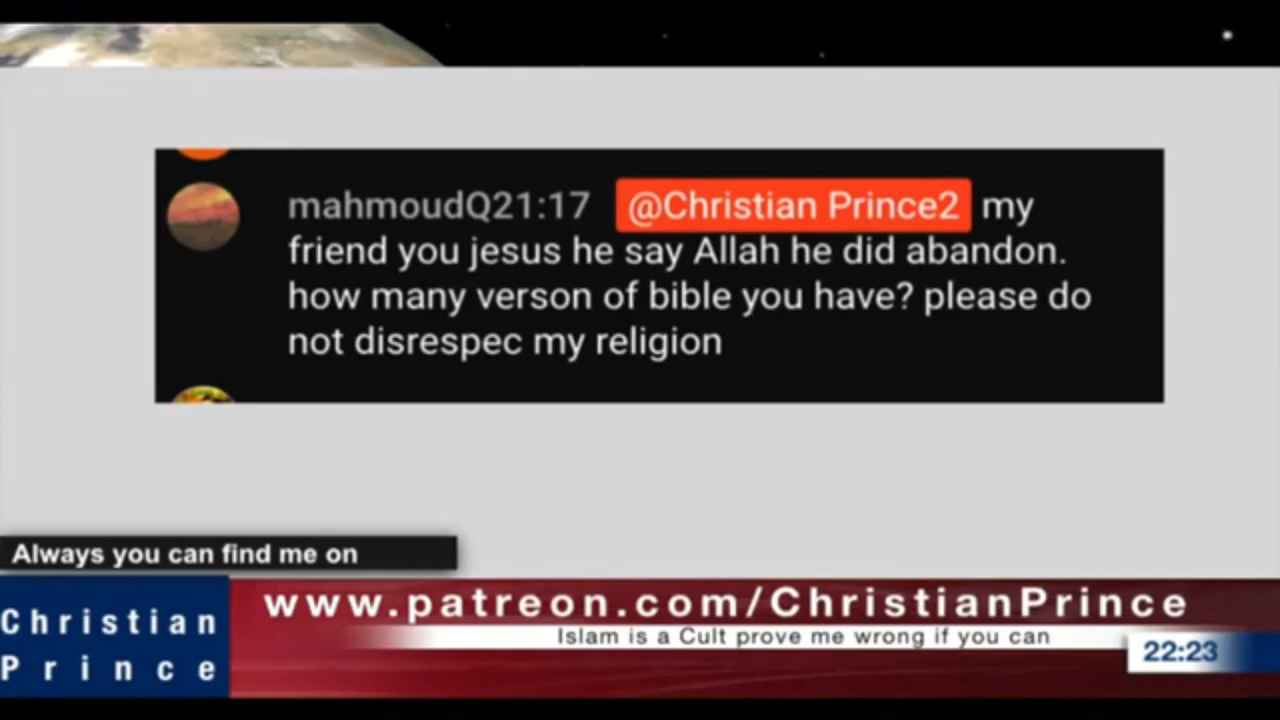 mahmoudQ21:17 @Christian Prince2 my
friend you jesus he say Allah he did abandon.
how many verson of bible you have? please do
not disrespec my religion
Always you can find me on
www.patreon.com/ChristianPrince
Islam is a Cult prove me wrong if you can
Christian
Prince
22:23